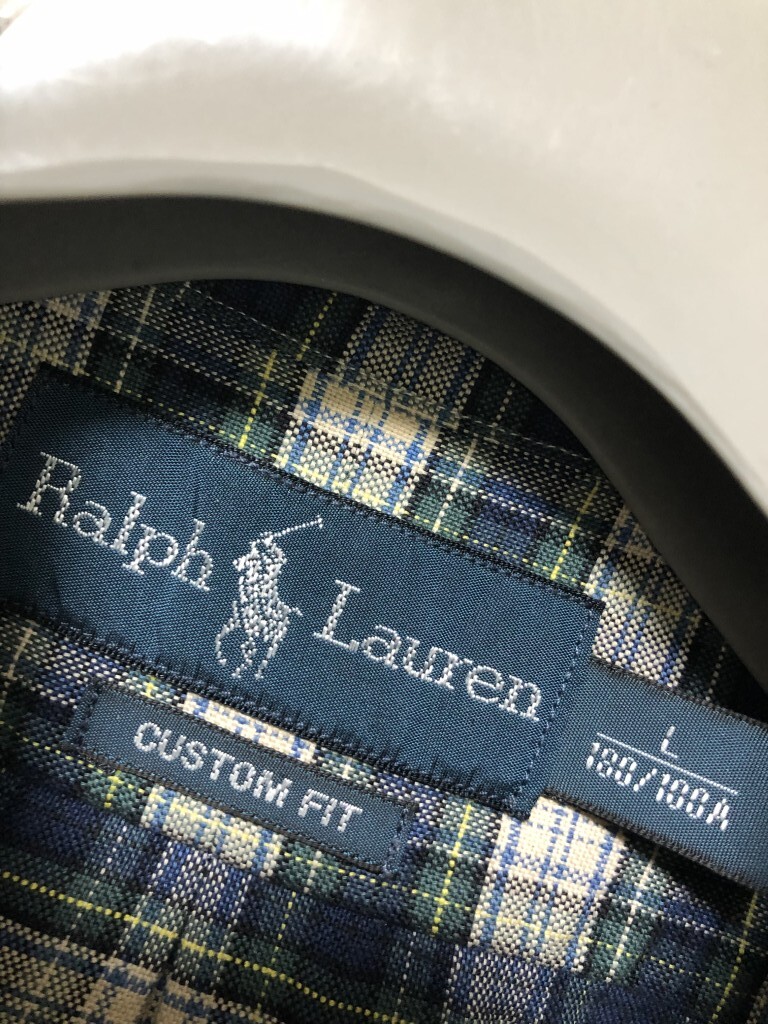 Ralph Lauren
CUSTOM FIT
L
180/100A